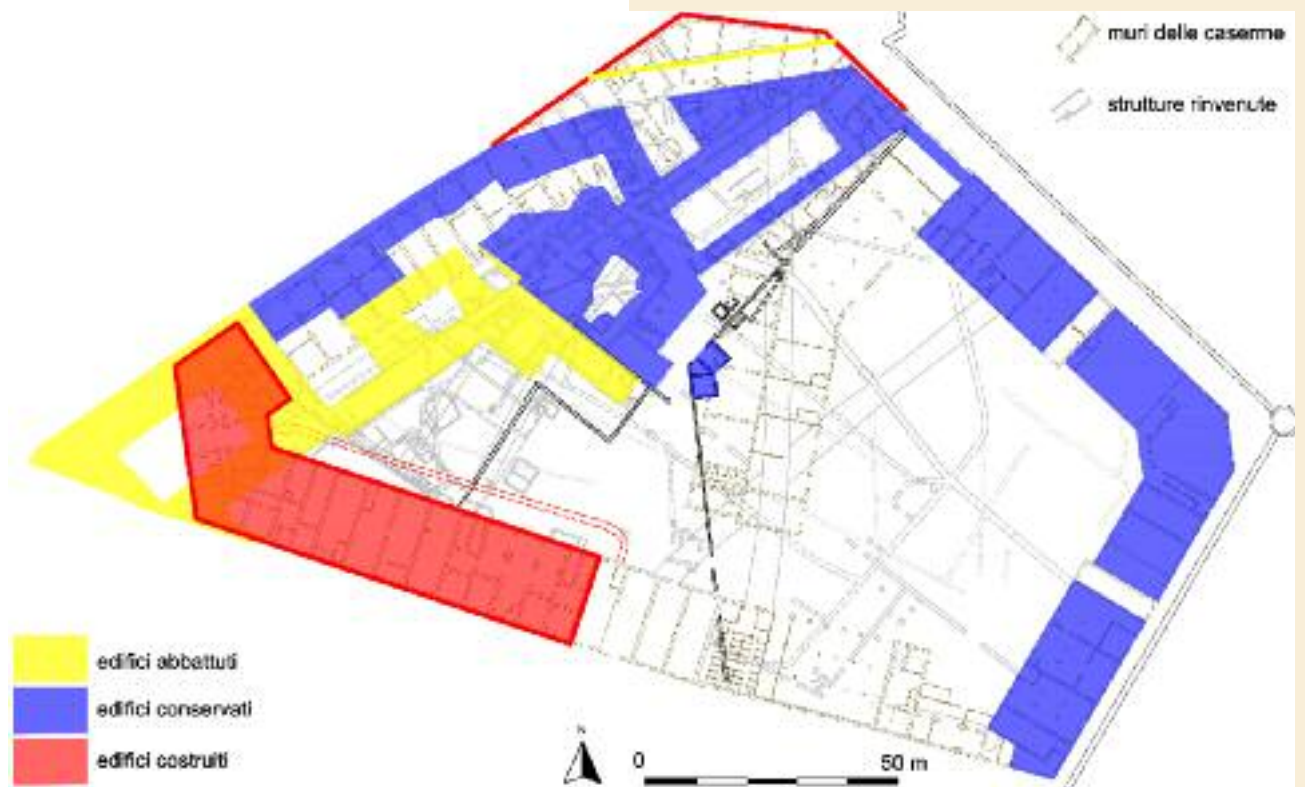 muri delle caserme
strutture rinvenute
edifici abbattuti
edifici conservati
edifici costruiti
N
0 50 m